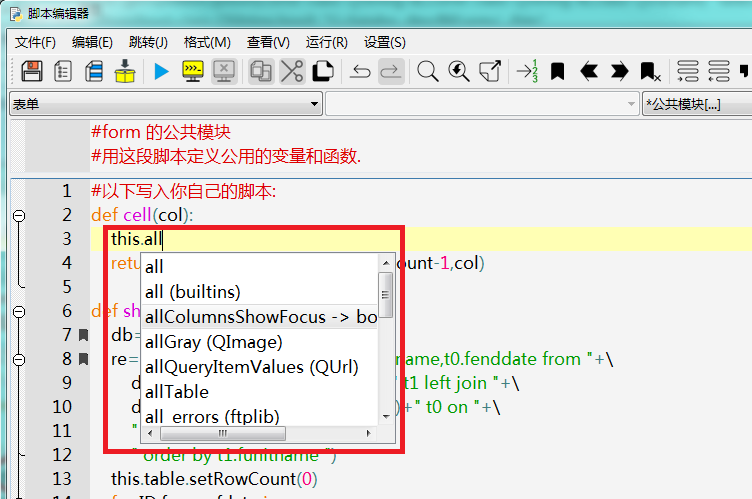 脚本编辑器
文件(F) 编辑(E) 跳转(J) 格式(M) 查看(V) 运行(R) 设置(S)
表单 *公共模块[...]
#form 的公共模块
#用这段脚本定义公用的变量和函数.
1 #以下写入你自己的脚本:
2 def cell(col):
3 this.all
4 retu ount-1,col)
5
6 def sh
7 db=
8 re= name,t0.fenddate from "+\
9 d " t1 left join "+\
10 d )+" t0 on "+\
11 "
12 " order by t1.funitname ")
13 this.table.setRowCount(0)
14
all
all (builtins)
allColumnsShowFocus -> bo
allGray (QImage)
allQueryItemValues (QUrl)
allTable
all_errors (ftplib)